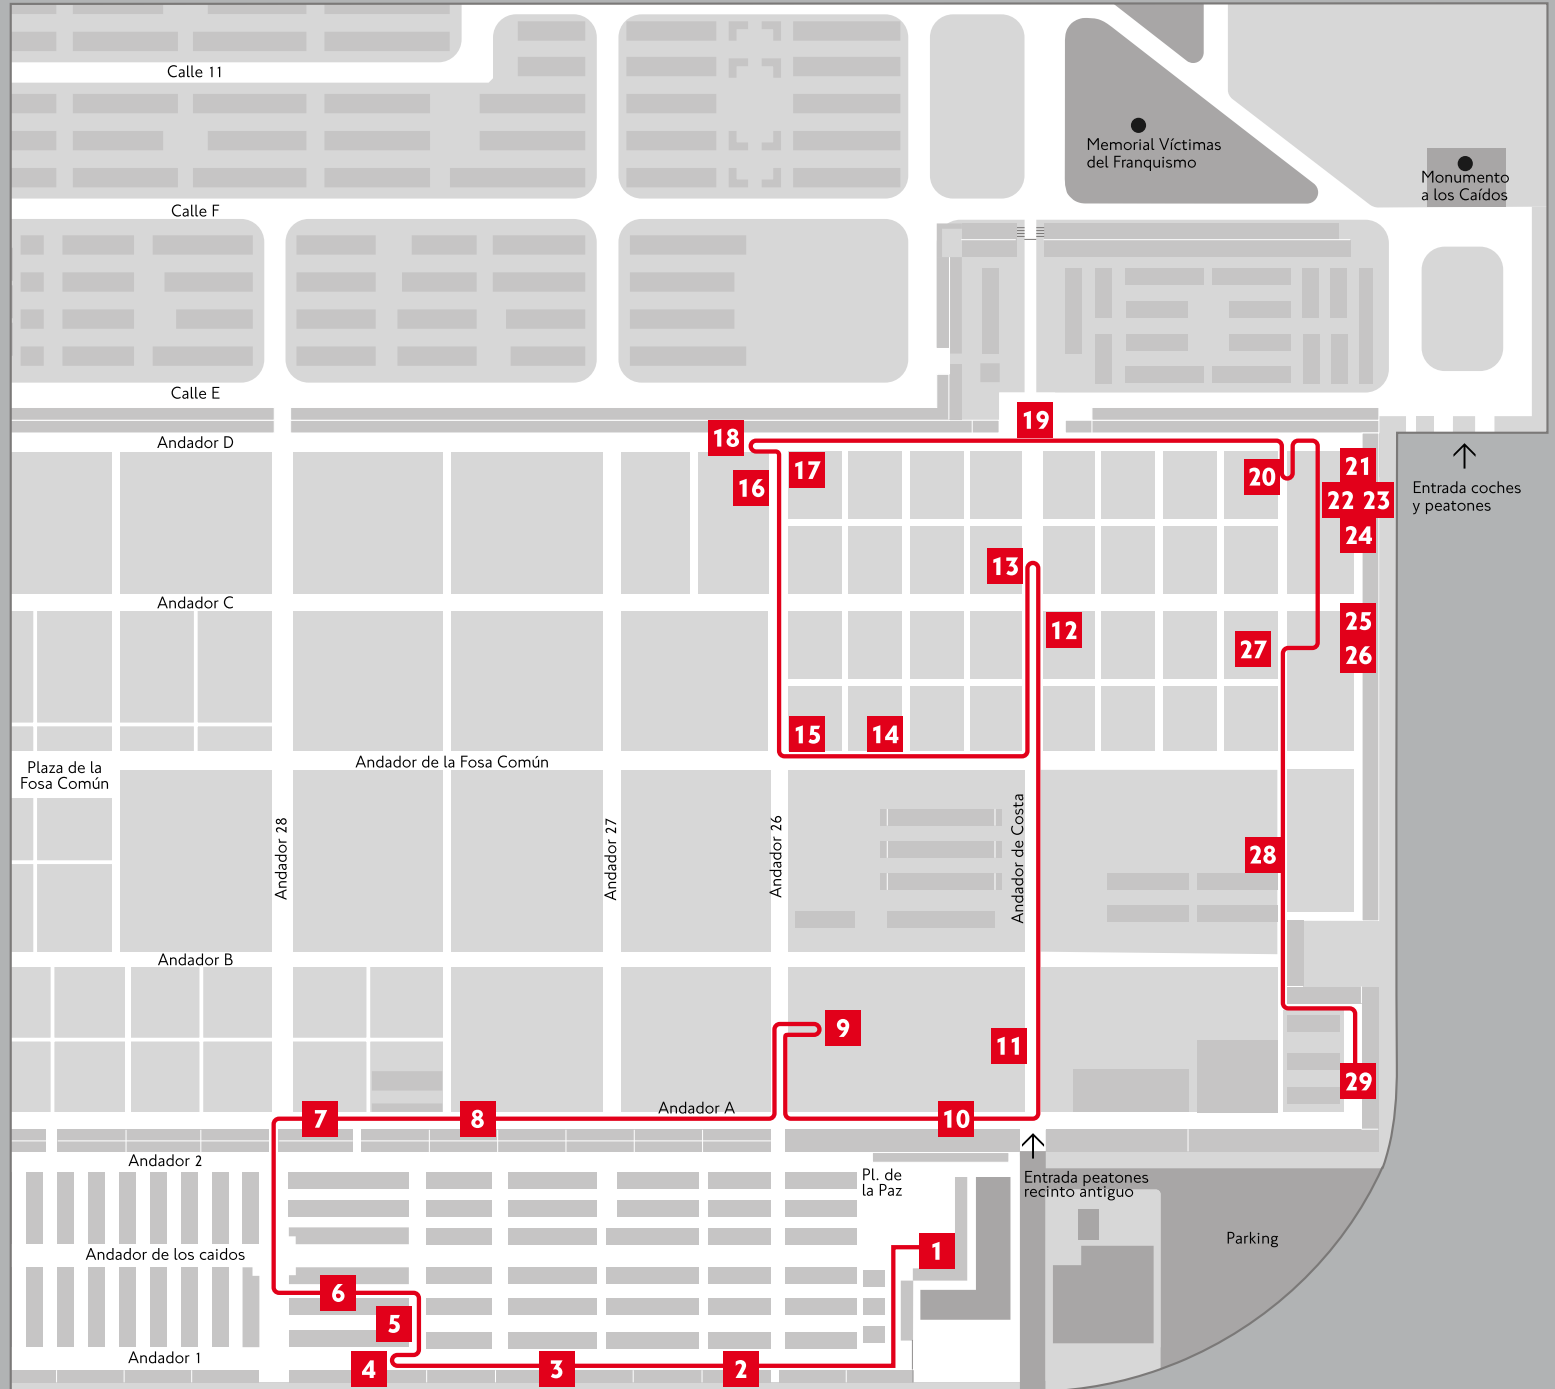 Calle 11
Memorial Víctimas
del Franquismo
Monumento
a los Caídos
Calle F
Calle E
19
18
Andador D
17
16
20
21
22 23
24
Entrada coches
y peatones
13
Andador C
12
25
26
27
15
14
Andador de la Fosa Común
Plaza de la
Fosa Común
Andador 28
Andador 27
Andador 26
Andador de Costa
28
Andador B
9
11
29
Andador A
7
8
10
Andador 2
Pl. de
la Paz
Entrada peatones
recinto antiguo
Parking
1
Andador de los caidos
6
5
Andador 1
4
3
2